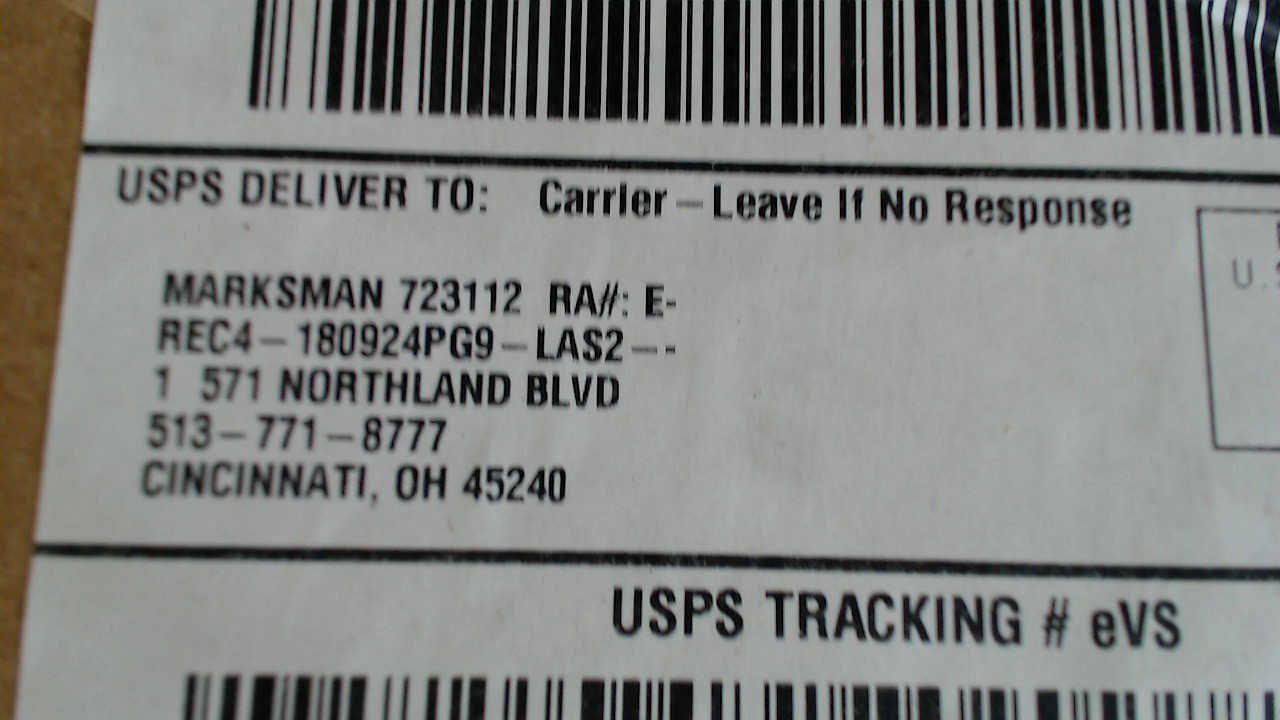 USPS DELIVER TO: Carrier - Leave If No Response
U.
MARKSMAN 723112 RA#: E-
REC4-180924PG9-LAS2--
1 571 NORTHLAND BLVD
513-771-8777
CINCINNATI, OH 45240
USPS TRACKING # eVS